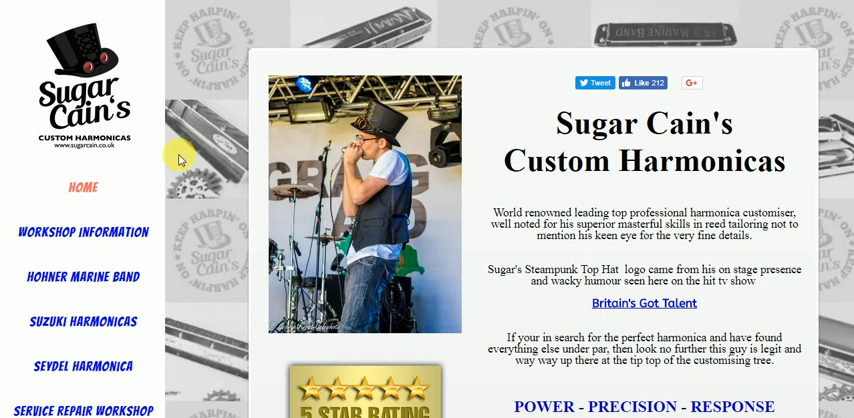 Sugar
Cain's
CUSTOM HARMONICAS
www.sugarcain.co.uk
HOME
WORKSHOP INFORMATION
HOHNER MARINE BAND
SUZUKI HARMONICAS
SEYDEL HARMONICA
SERVICE REPAIR WORKSHOP
KEEP HARPIN' ON
Sugar Cain's
Tweet
Like 212
G+
Sugar Cain's
Custom Harmonicas
World renowned leading top professional harmonica customiser,
well noted for his superior masterful skills in reed tailoring not to
mention his keen eye for the very fine details.
Sugar's Steampunk Top Hat logo came from his on stage presence
and wacky humour seen here on the hit tv show
Britain's Got Talent
If your in search for the perfect harmonica and have found
everything else under par, then look no further this guy is legit and
way way up there at the tip top of the customising tree.
POWER - PRECISION - RESPONSE
5 STAR RATING